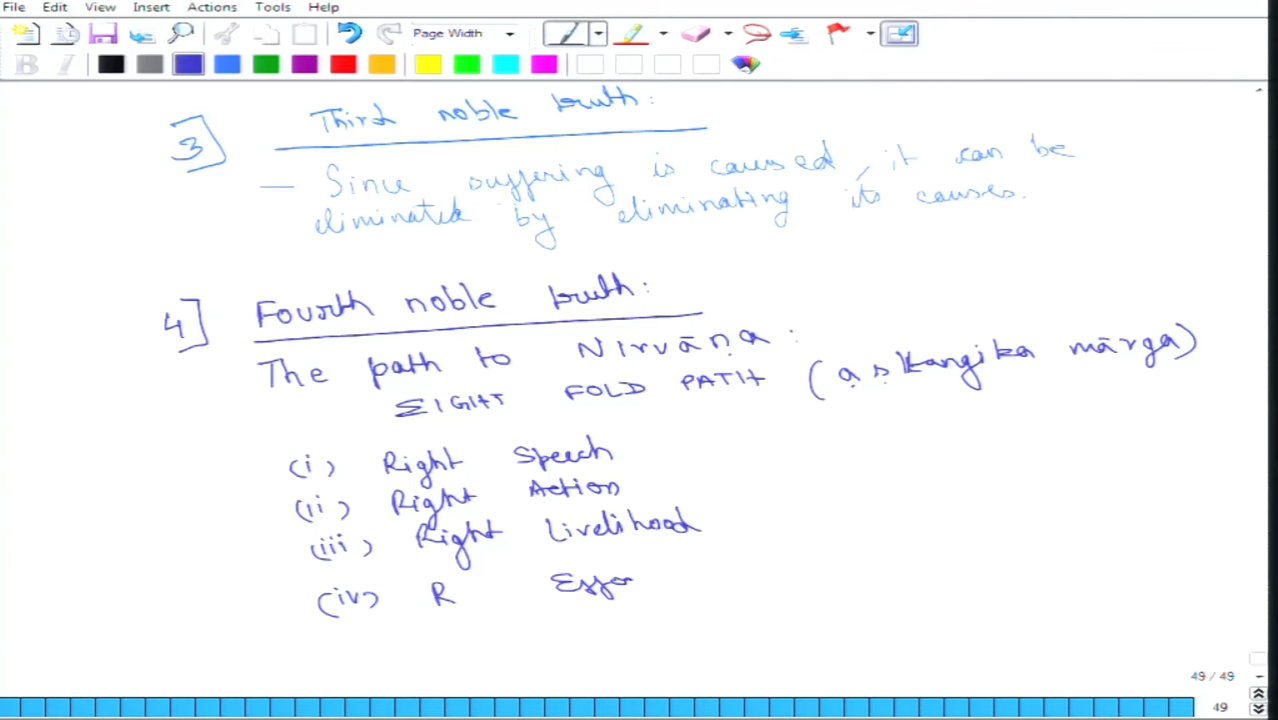 File Edit View Insert Actions Tools Help
Page Width
3] Third noble truth:
— Since suffering is caused, it can be
eliminated by eliminating its causes.
4] Fourth noble truth:
The path to Nirvāṇa:
EIGHT FOLD PATH (aṣṭangika mārga)
(i) Right Speech
(ii) Right Action
(iii) Right Livelihood
(iv) R Effo
49 / 49
49